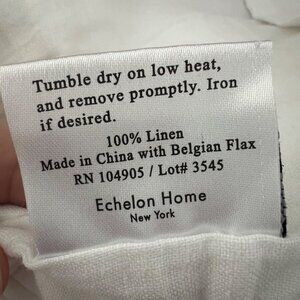 Tumble dry on low heat,
and remove promptly. Iron
if desired.
100% Linen
Made in China with Belgian Flax
RN 104905 / Lot# 3545
Echelon Home
New York